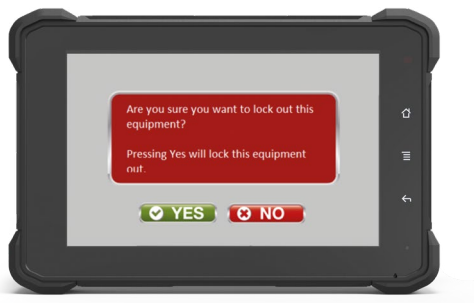 Are you sure you want to lock out this
equipment?
Pressing Yes will lock this equipment
out.
YES NO